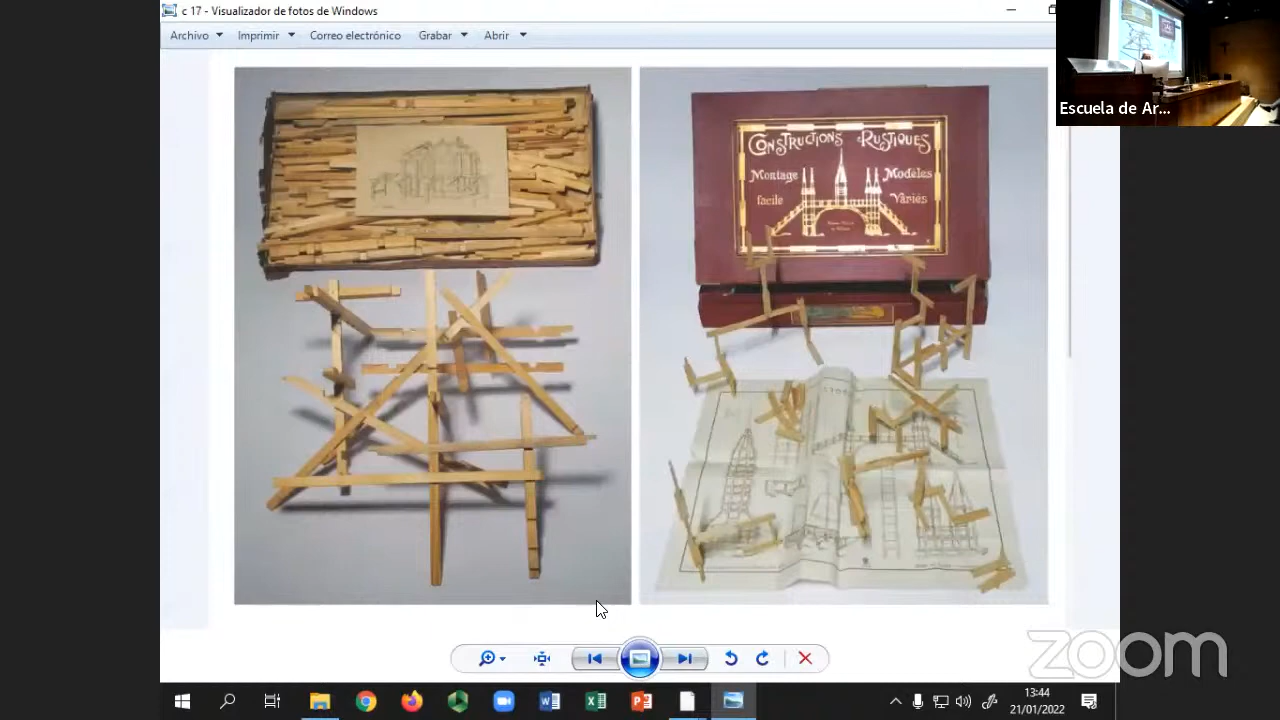 c 17 - Visualizador de fotos de Windows
Archivo Imprimir Correo electrónico Grabar Abrir
Escuela de Ar...
CONSTRUCTIONS RUSTIQUES
Montage Modèles
facile Variés
zoom
13:44
21/01/2022